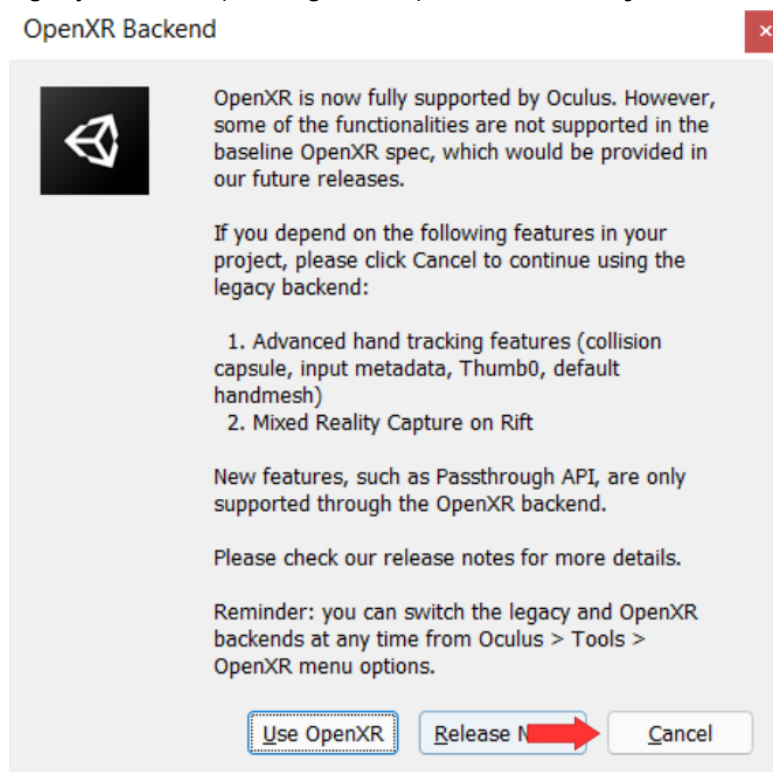 OpenXR Backend
OpenXR is now fully supported by Oculus. However,
some of the functionalities are not supported in the
baseline OpenXR spec, which would be provided in
our future releases.
If you depend on the following features in your
project, please click Cancel to continue using the
legacy backend:
1. Advanced hand tracking features (collision
capsule, input metadata, Thumb0, default
handmesh)
2. Mixed Reality Capture on Rift
New features, such as Passthrough API, are only
supported through the OpenXR backend.
Please check our release notes for more details.
Reminder: you can switch the legacy and OpenXR
backends at any time from Oculus > Tools >
OpenXR menu options.
Use OpenXR Release Cancel